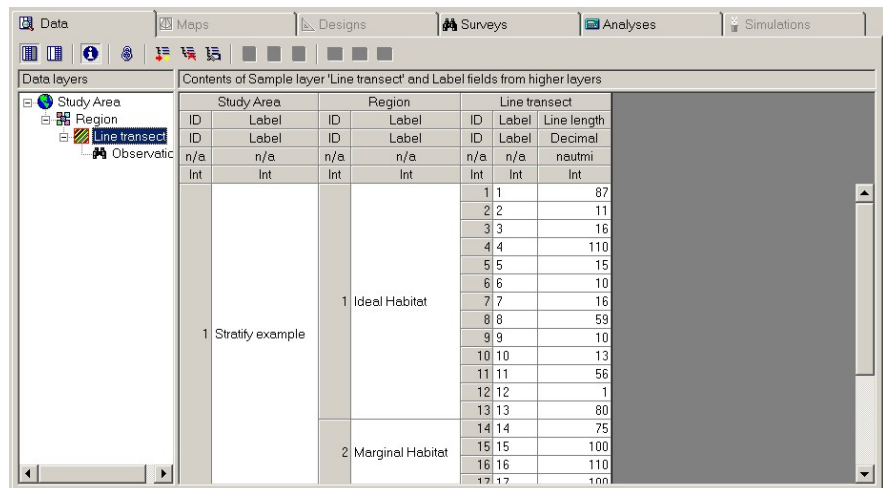 Data Maps Designs Surveys Analyses Simulations
Data layers
Contents of Sample layer 'Line transect' and Label fields from higher layers
Study Area
Region
Line transect
Observatic
Study Area Region Line transect
ID Label ID Label ID Label Line length
ID Label ID Label ID Label Decimal
n/a n/a n/a n/a n/a n/a nautmi
Int Int Int Int Int Int Int
1 Stratify example
1 Ideal Habitat
1 1 87
2 2 11
3 3 16
4 4 110
5 5 15
6 6 10
7 7 16
8 8 59
9 9 10
10 10 13
11 11 56
12 12 1
13 13 80
2 Marginal Habitat
14 14 75
15 15 100
16 16 110
17 17 100